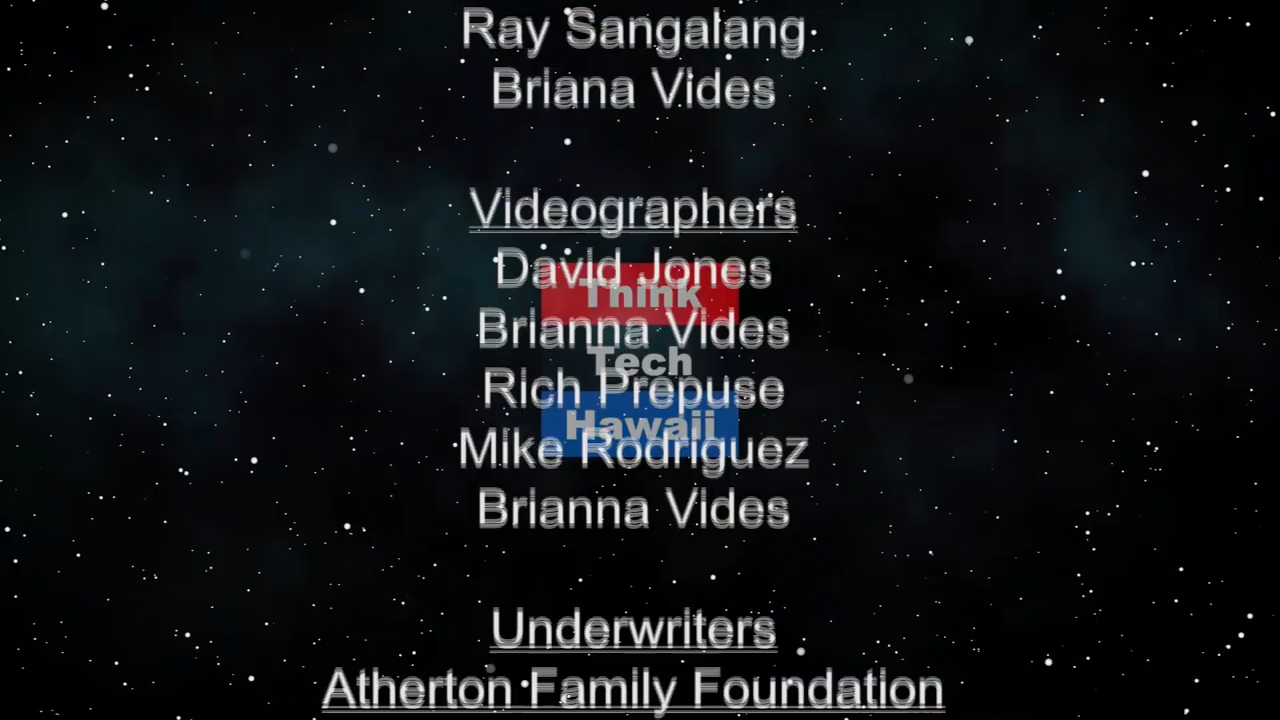 Ray Sangalang
Briana Vides
Videographers
David Jones
Think
Brianna Vides
Tech
Rich Prepuse
Hawaii
Mike Rodriguez
Brianna Vides
Underwriters
Atherton Family Foundation